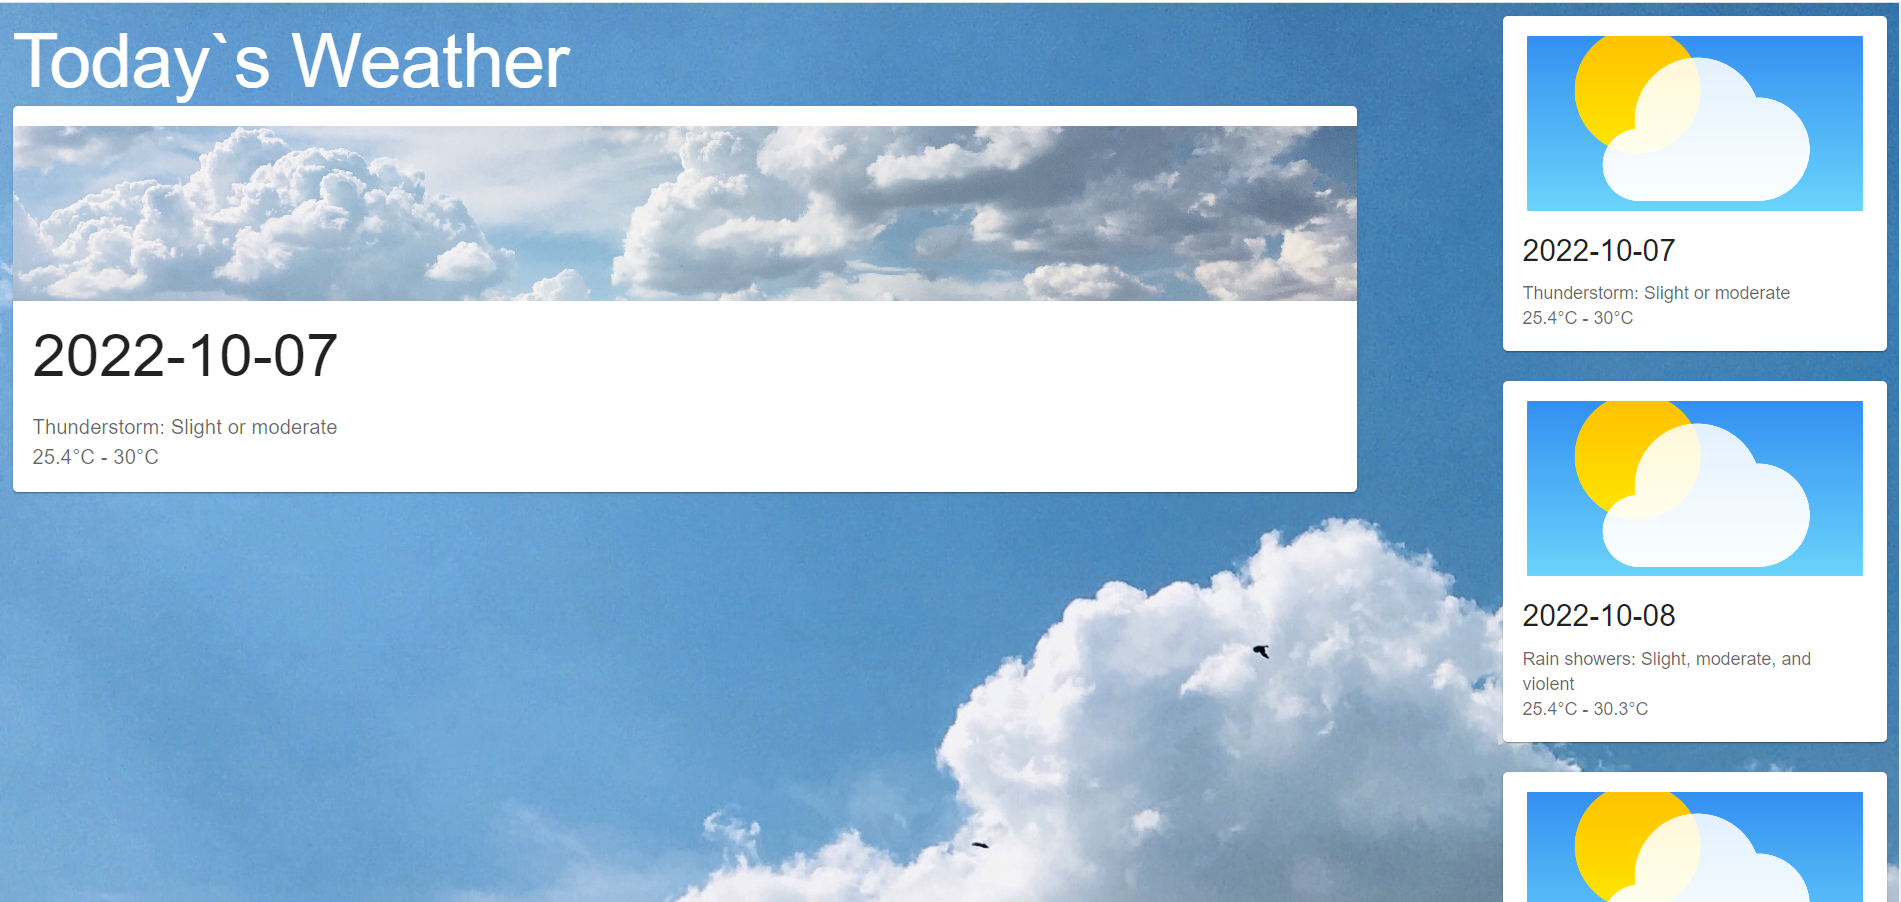 Today`s Weather
2022-10-07
Thunderstorm: Slight or moderate
25.4°C - 30°C
2022-10-07
Thunderstorm: Slight or moderate
25.4°C - 30°C
2022-10-08
Rain showers: Slight, moderate, and
violent
25.4°C - 30.3°C